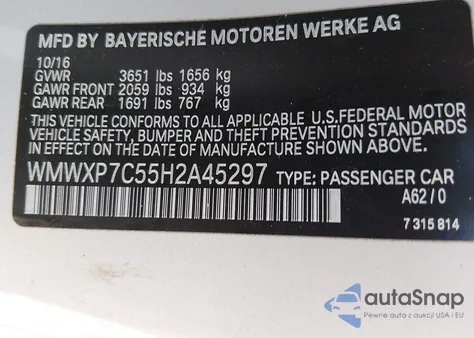 MFD BY BAYERISCHE MOTOREN WERKE AG
10/16
GVWR 3651 lbs 1656 kg
GAWR FRONT 2059 lbs 934 kg
GAWR REAR 1691 lbs 767 kg
THIS VEHICLE CONFORMS TO ALL APPLICABLE U.S.FEDERAL MOTOR
VEHICLE SAFETY, BUMPER AND THEFT PREVENTION STANDARDS IN
EFFECT ON THE DATE OF MANUFACTURE SHOWN ABOVE.
WMWXP7C55H2A45297 TYPE: PASSENGER CAR
A62/0
7 315 814
autoSnap
Pewne auta z aukcji USA i EU